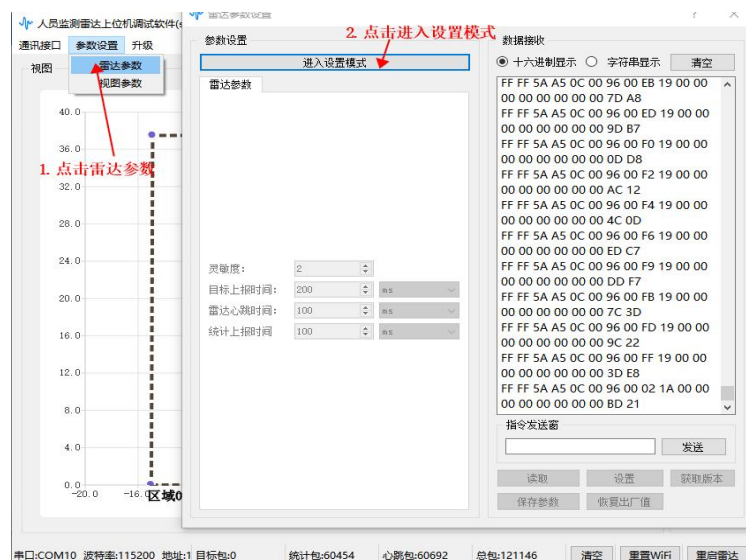 人员监测雷达上位机调试软件(s
通讯接口 参数设置 升级
雷达参数
视图参数
视图
1. 点击雷达参数
40.0
36.0
32.0
28.0
24.0
20.0
16.0
12.0
8.0
4.0
0.0
-20.0 -16.0
区域0
雷达参数设置
? ×
参数设置
2. 点击进入设置模式
进入设置模式
雷达参数
灵敏度: 2
目标上报时间: 200 ms
雷达心跳时间: 100 ms
统计上报时间 100 ms
数据接收
十六进制显示 字符串显示 清空
FF FF 5A A5 0C 00 96 00 EB 19 00 00
00 00 00 00 00 00 7D A8
FF FF 5A A5 0C 00 96 00 ED 19 00 00
00 00 00 00 00 00 9D B7
FF FF 5A A5 0C 00 96 00 F0 19 00 00
00 00 00 00 00 00 0D D8
FF FF 5A A5 0C 00 96 00 F2 19 00 00
00 00 00 00 00 00 AC 12
FF FF 5A A5 0C 00 96 00 F4 19 00 00
00 00 00 00 00 00 4C 0D
FF FF 5A A5 0C 00 96 00 F6 19 00 00
00 00 00 00 00 00 ED C7
FF FF 5A A5 0C 00 96 00 F9 19 00 00
00 00 00 00 00 00 DD F7
FF FF 5A A5 0C 00 96 00 FB 19 00 00
00 00 00 00 00 00 7C 3D
FF FF 5A A5 0C 00 96 00 FD 19 00 00
00 00 00 00 00 00 9C 22
FF FF 5A A5 0C 00 96 00 FF 19 00 00
00 00 00 00 00 00 3D E8
FF FF 5A A5 0C 00 96 00 02 1A 00 00
00 00 00 00 00 00 BD 21
指令发送窗
发送
读取 设置 获取版本
保存参数 恢复出厂值
串口:COM10 波特率:115200 地址:1 目标包:0 统计包:60454 心跳包:60692 总包:121146 清空 重置WiFi 重启雷达